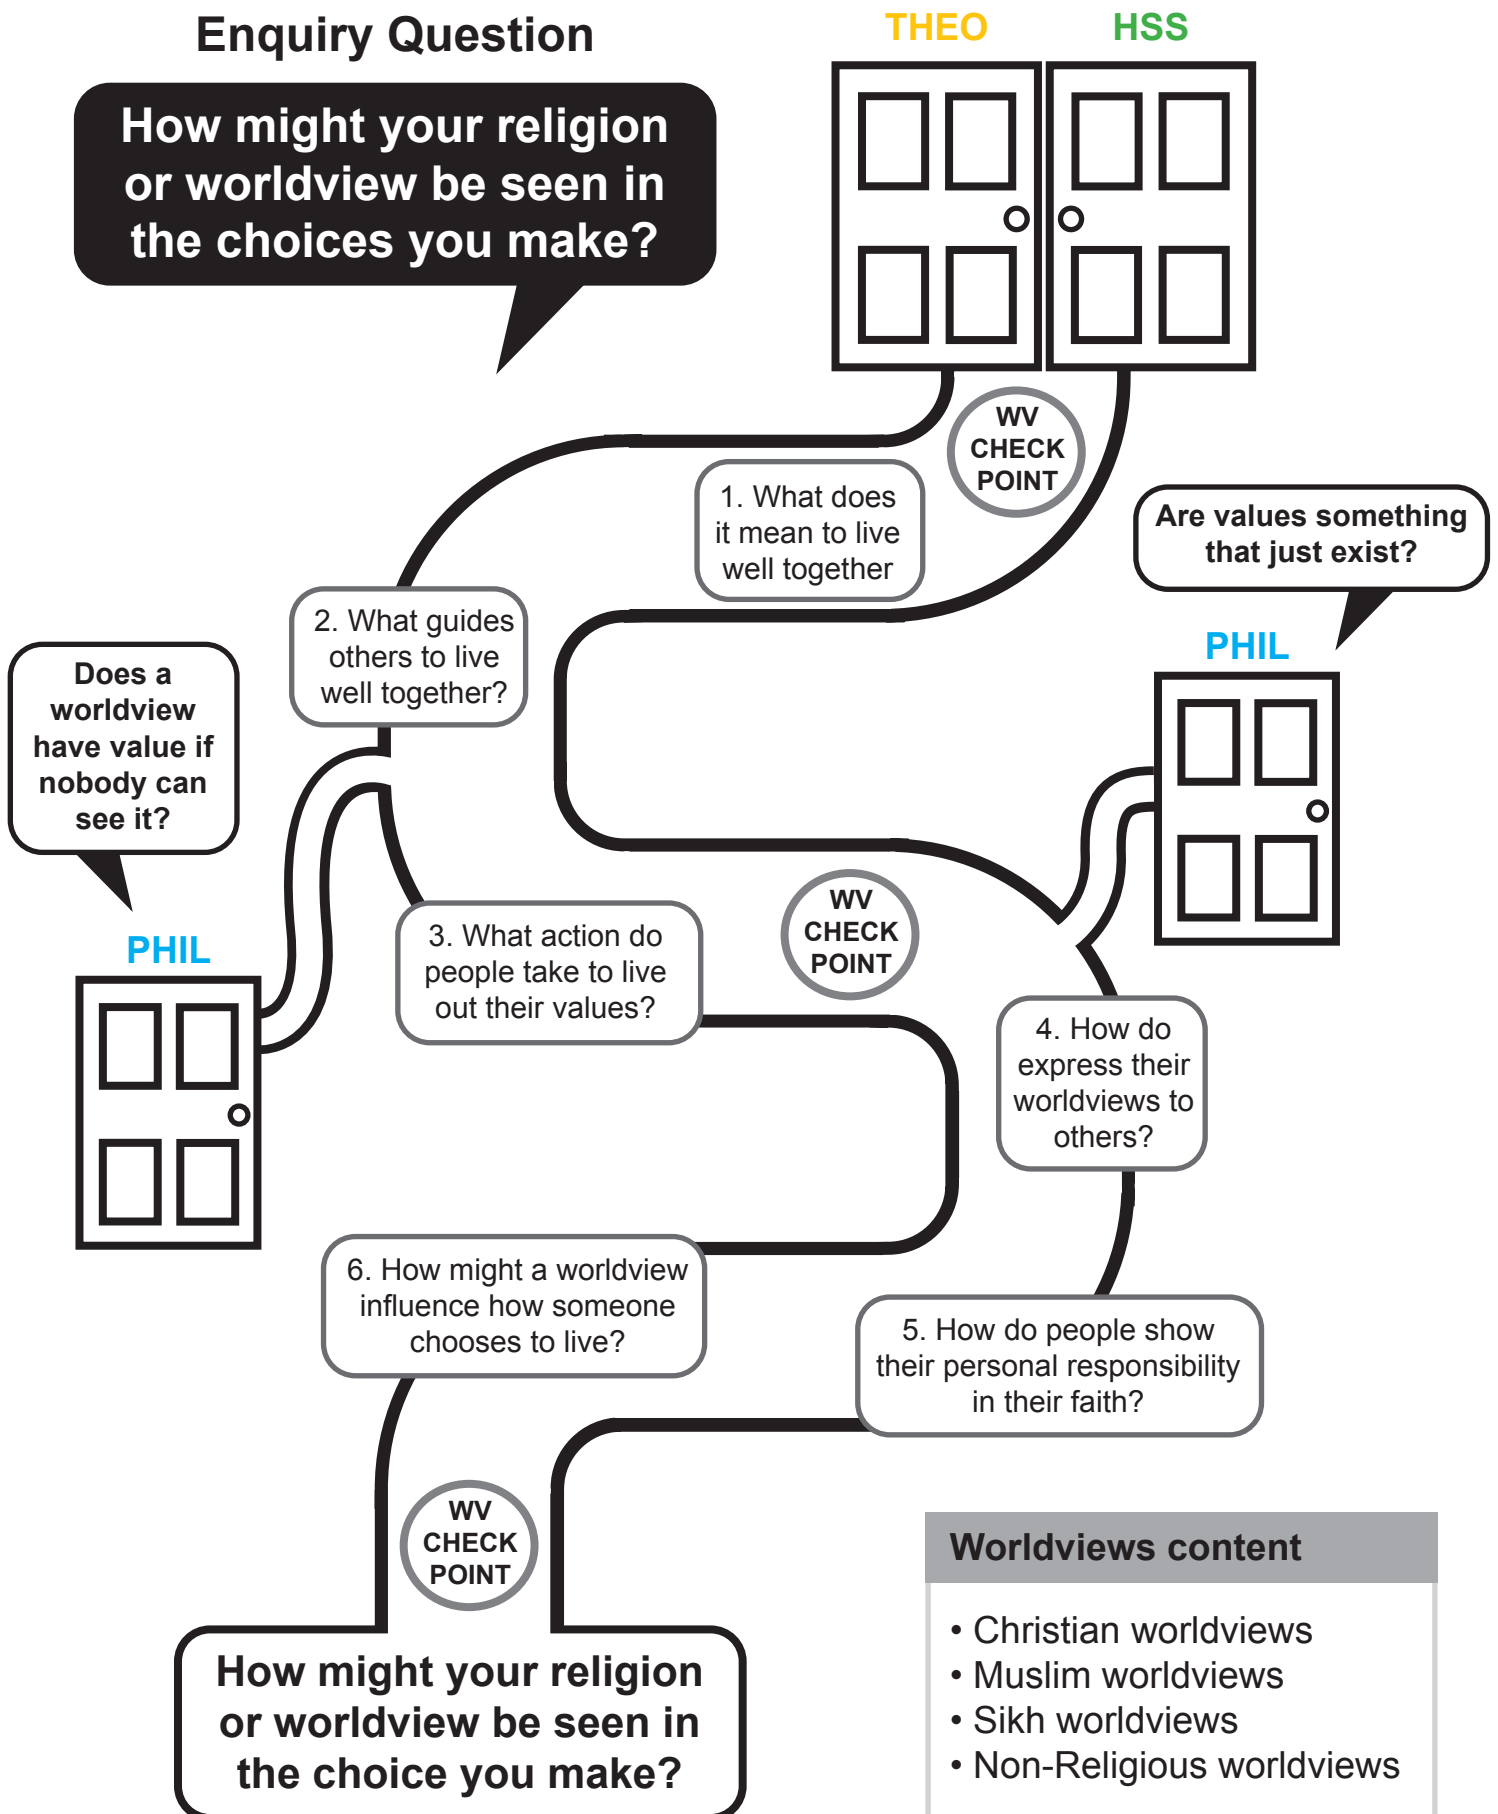 Enquiry Question
How might your religion
or worldview be seen in
the choices you make?
THEO
HSS
WV
CHECK
POINT
1. What does
it mean to live
well together
Are values something
that just exist?
PHIL
2. What guides
others to live
well together?
Does a
worldview
have value if
nobody can
see it?
PHIL
WV
CHECK
POINT
3. What action do
people take to live
out their values?
4. How do
express their
worldviews to
others?
5. How do people show
their personal responsibility
in their faith?
6. How might a worldview
influence how someone
chooses to live?
WV
CHECK
POINT
How might your religion
or worldview be seen in
the choice you make?
Worldviews content
• Christian worldviews
• Muslim worldviews
• Sikh worldviews
• Non-Religious worldviews